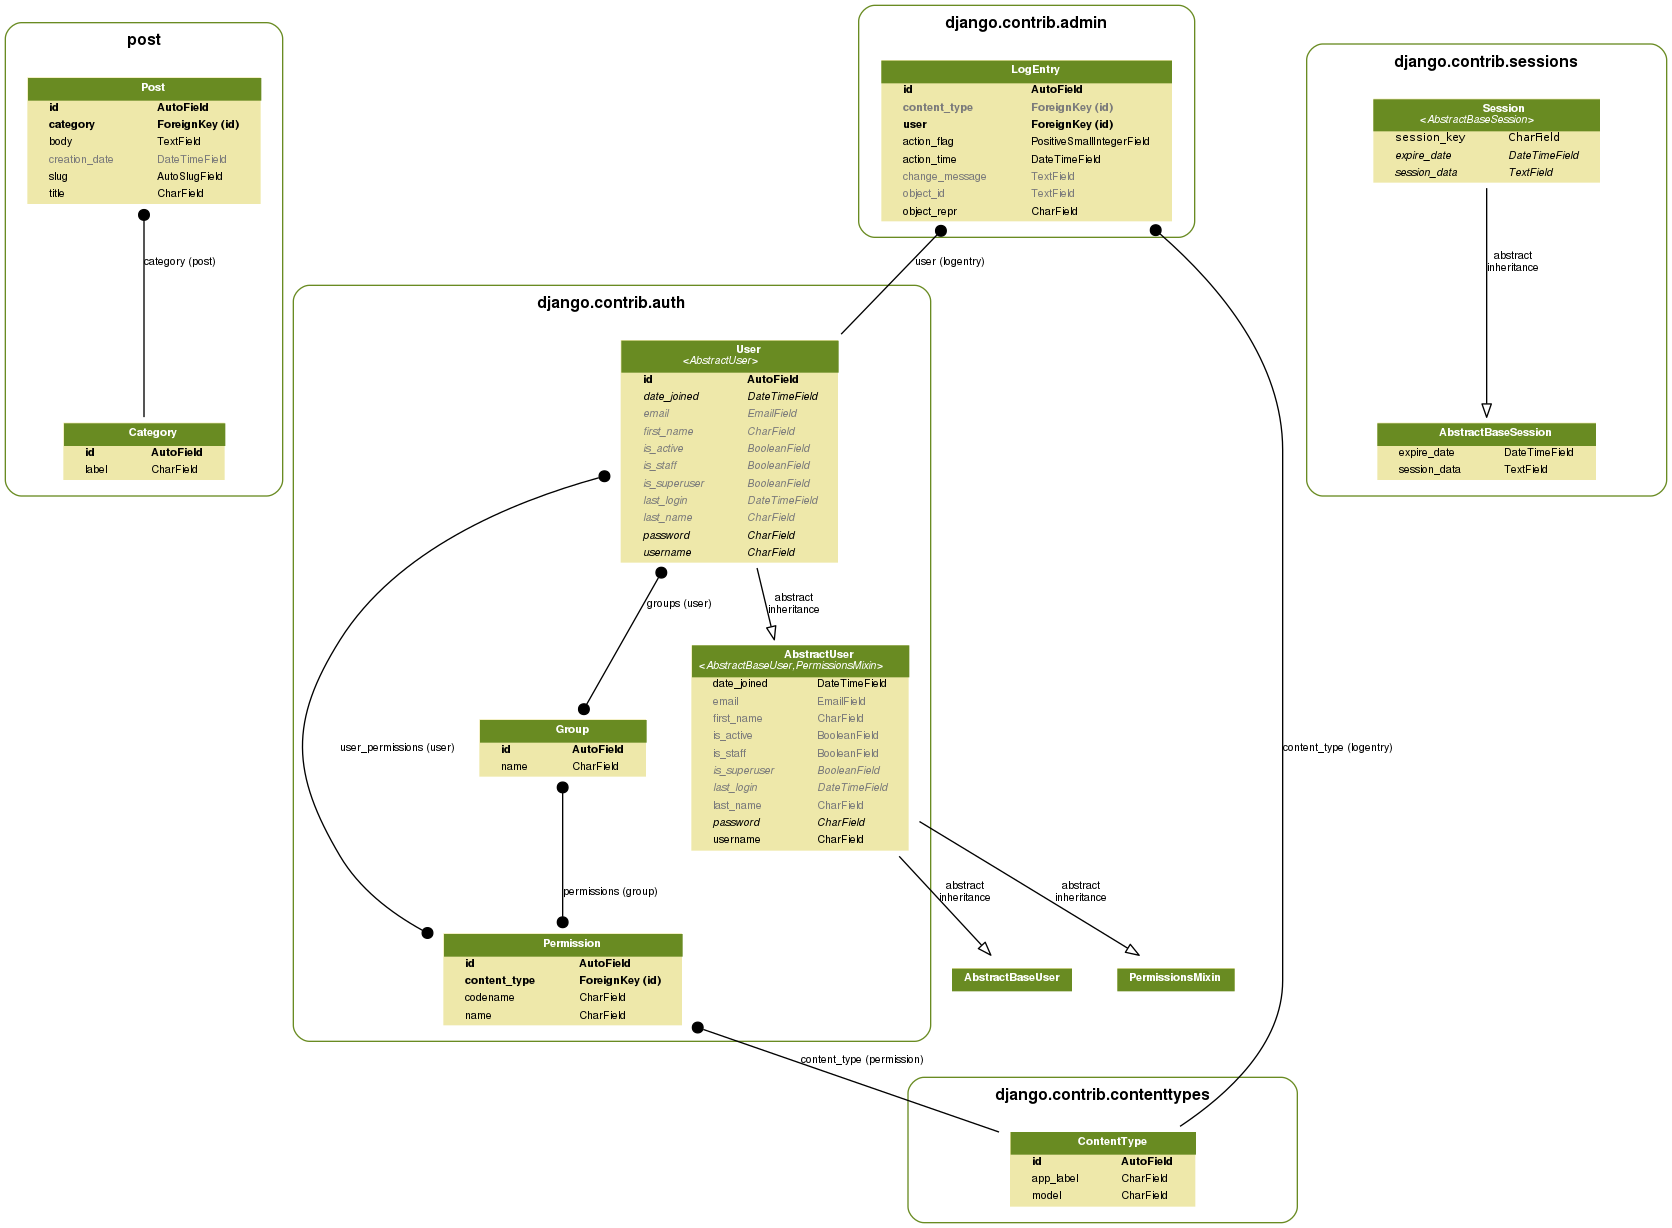 post
Post
id AutoField
category ForeignKey (id)
body TextField
creation_date DateTimeField
slug AutoSlugField
title CharField
category (post)
Category
id AutoField
label CharField
django.contrib.admin
LogEntry
id AutoField
content_type ForeignKey (id)
user ForeignKey (id)
action_flag PositiveSmallIntegerField
action_time DateTimeField
change_message TextField
object_id TextField
object_repr CharField
user (logentry)
content_type (logentry)
django.contrib.sessions
Session
<AbstractBaseSession>
session_key CharField
expire_date DateTimeField
session_data TextField
abstract
inheritance
AbstractBaseSession
expire_date DateTimeField
session_data TextField
django.contrib.auth
User
<AbstractUser>
id AutoField
date_joined DateTimeField
email EmailField
first_name CharField
is_active BooleanField
is_staff BooleanField
is_superuser BooleanField
last_login DateTimeField
last_name CharField
password CharField
username CharField
groups (user)
abstract
inheritance
user_permissions (user)
Group
id AutoField
name CharField
AbstractUser
<AbstractBaseUser,PermissionsMixin>
date_joined DateTimeField
email EmailField
first_name CharField
is_active BooleanField
is_staff BooleanField
is_superuser BooleanField
last_login DateTimeField
last_name CharField
password CharField
username CharField
permissions (group)
abstract
inheritance
abstract
inheritance
Permission
id AutoField
content_type ForeignKey (id)
codename CharField
name CharField
AbstractBaseUser
PermissionsMixin
content_type (permission)
django.contrib.contenttypes
ContentType
id AutoField
app_label CharField
model CharField